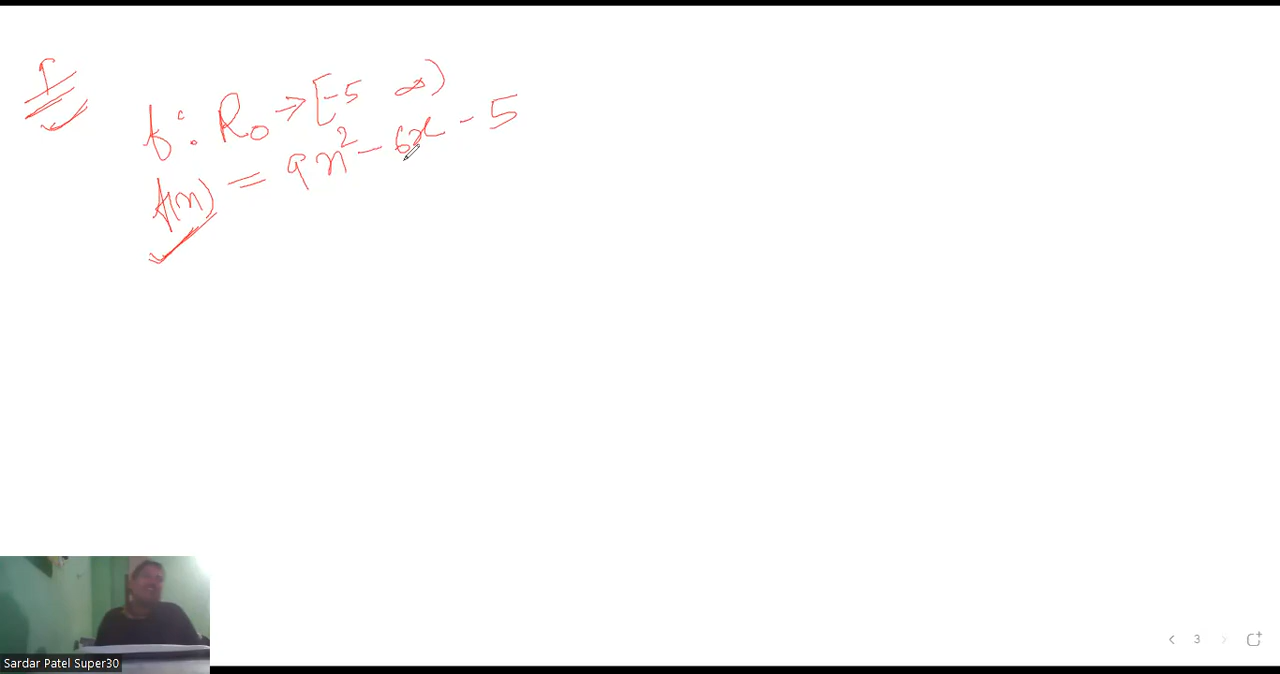 I
f: R₀ → [-5 ∞)
f(x) = 9x² - 6x - 5
Sardar Patel Super30
3